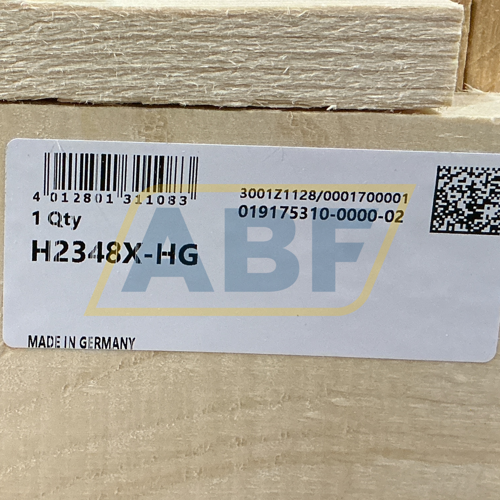 4 012801 311083
1 Qty
H2348X-HG
3001Z1128/0001700001
019175310-0000-02
ABF
MADE IN GERMANY